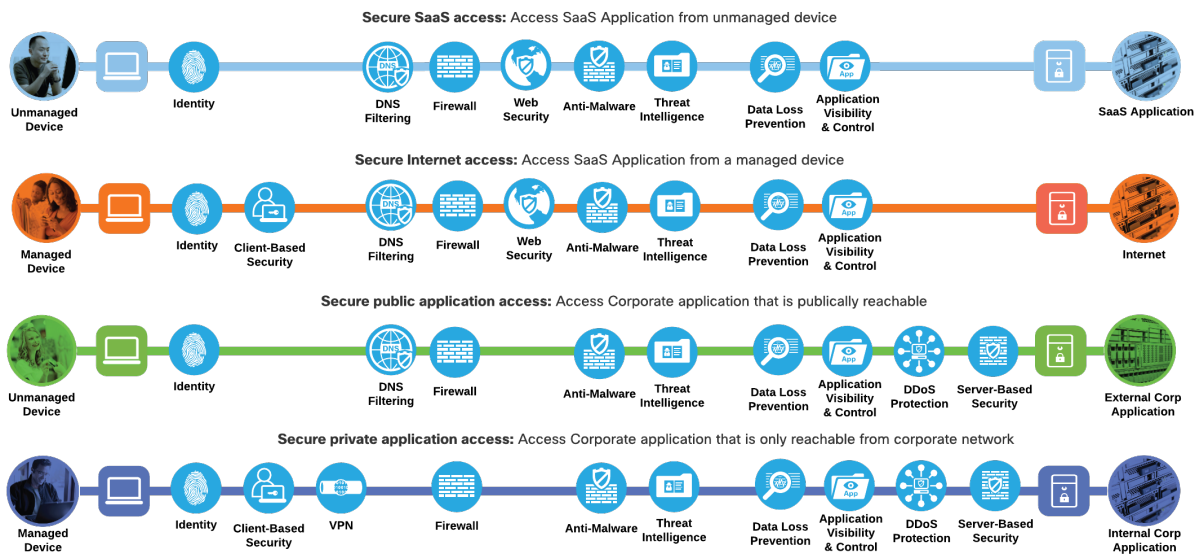 Secure SaaS access: Access SaaS Application from unmanaged device
Unmanaged
Device
Identity
DNS
DNS
Filtering
Firewall
Web
Security
Anti-Malware
Threat
Intelligence
Data Loss
Prevention
App
Application
Visibility
& Control
SaaS Application
Secure Internet access: Access SaaS Application from a managed device
Managed
Device
Identity
Client-Based
Security
DNS
DNS
Filtering
Firewall
Web
Security
Anti-Malware
Threat
Intelligence
Data Loss
Prevention
App
Application
Visibility
& Control
Internet
Secure public application access: Access Corporate application that is publically reachable
Unmanaged
Device
Identity
DNS
DNS
Filtering
Firewall
Anti-Malware
Threat
Intelligence
Data Loss
Prevention
App
Application
Visibility
& Control
DDoS
Protection
Server-Based
Security
External Corp
Application
Secure private application access: Access Corporate application that is only reachable from corporate network
Managed
Device
Identity
Client-Based
Security
VPN
Firewall
Anti-Malware
Threat
Intelligence
Data Loss
Prevention
App
Application
Visibility
& Control
DDoS
Protection
Server-Based
Security
Internal Corp
Application